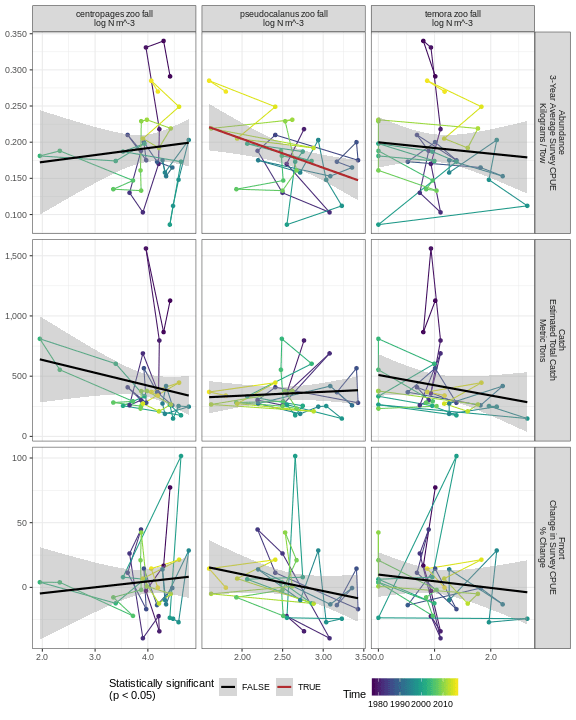 centropages zoo fall
log N m^-3
pseudocalanus zoo fall
log N m^-3
temora zoo fall
log N m^-3
0.350
0.300
0.250
0.200
0.150
0.100
Abundance
3-Year Average Survey CPUE
Kilograms / Tow
1,500
1,000
500
0
Catch
Estimated Total Catch
Metric Tons
100
50
0
Fmort
Change in Survey CPUE
% Change
2.0 3.0 4.0
2.00 2.50 3.00 3.50
0.0 1.0 2.0
Statistically significant
(p < 0.05)
FALSE
TRUE
Time
1980 1990 2000 2010